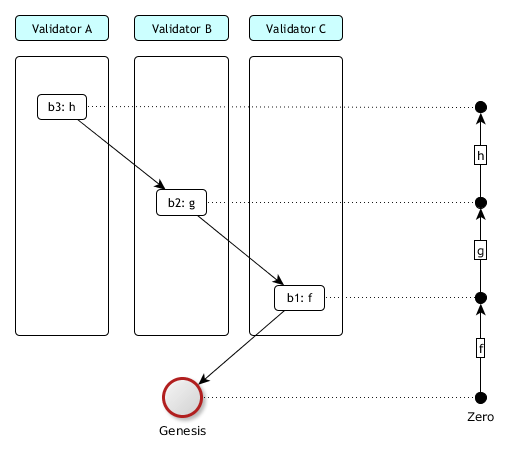 Validator A
Validator B
Validator C
b3: h
h
b2: g
g
b1: f
f
Genesis
Zero